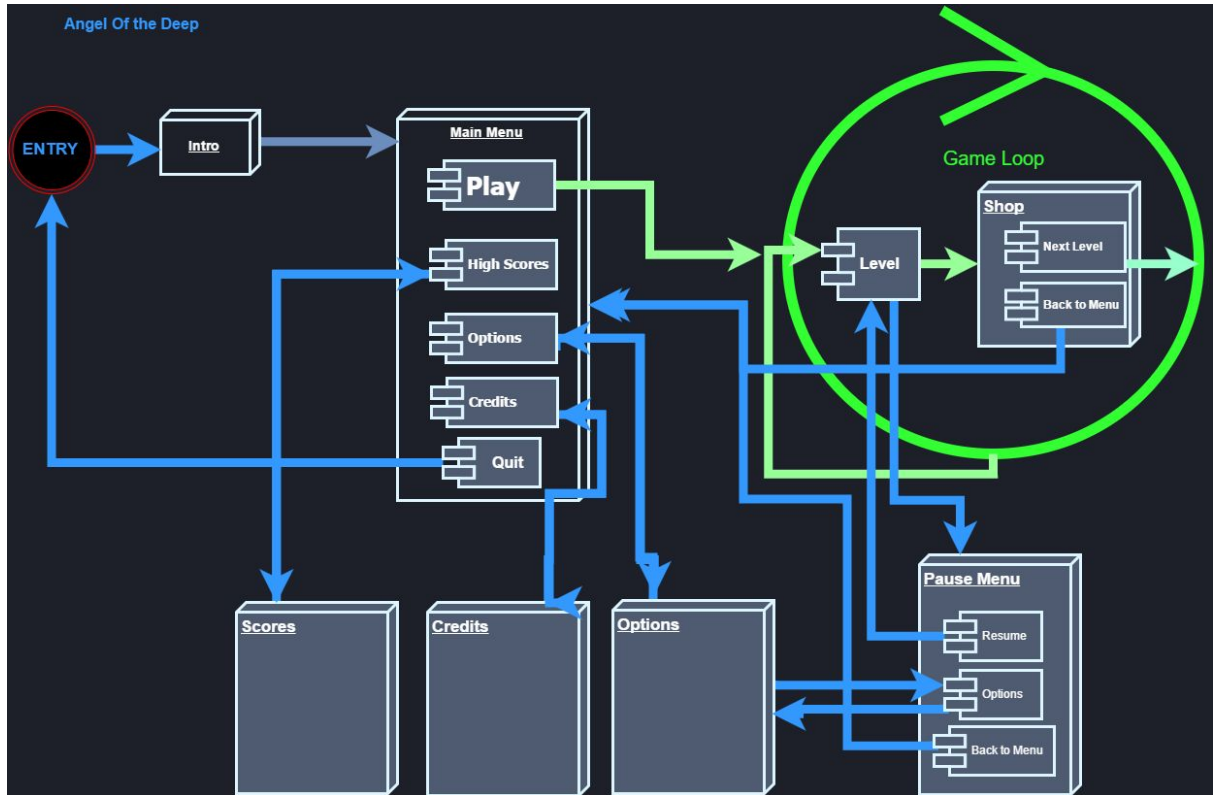 Angel Of the Deep
ENTRY
Intro
Main Menu
Play
High Scores
Options
Credits
Quit
Game Loop
Level
Shop
Next Level
Back to Menu
Scores
Credits
Options
Pause Menu
Resume
Options
Back to Menu